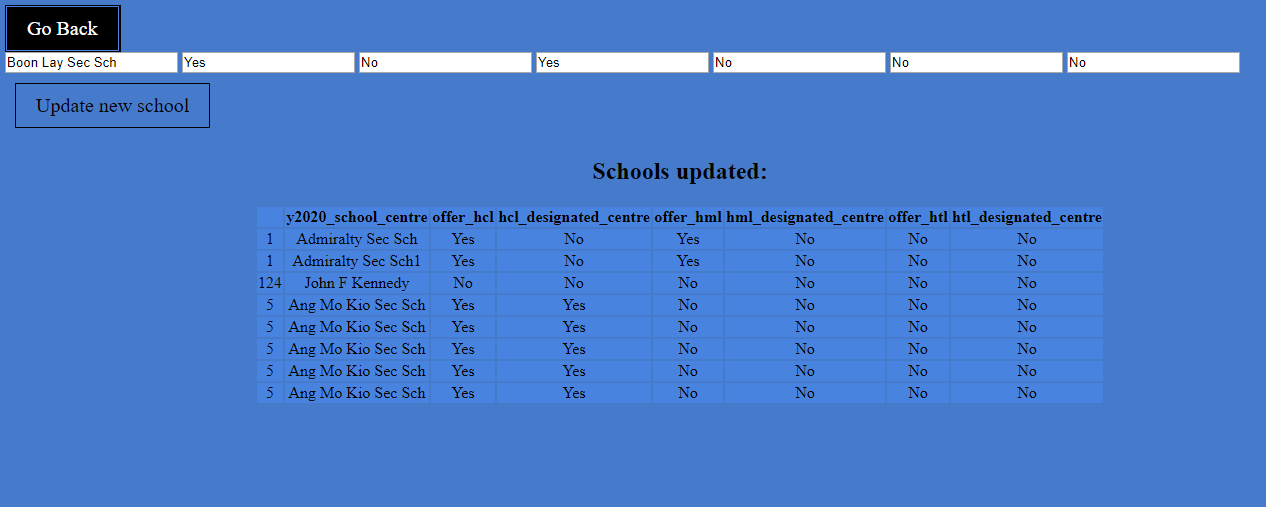 Go Back
Boon Lay Sec Sch Yes No Yes No No No
Update new school
Schools updated:
y2020_school_centre offer_hcl hcl_designated_centre offer_hml hml_designated_centre offer_htl htl_designated_centre
1 Admiralty Sec Sch Yes No Yes No No No
1 Admiralty Sec Sch1 Yes No Yes No No No
124 John F Kennedy No No No No No No
5 Ang Mo Kio Sec Sch Yes Yes No No No No
5 Ang Mo Kio Sec Sch Yes Yes No No No No
5 Ang Mo Kio Sec Sch Yes Yes No No No No
5 Ang Mo Kio Sec Sch Yes Yes No No No No
5 Ang Mo Kio Sec Sch Yes Yes No No No No